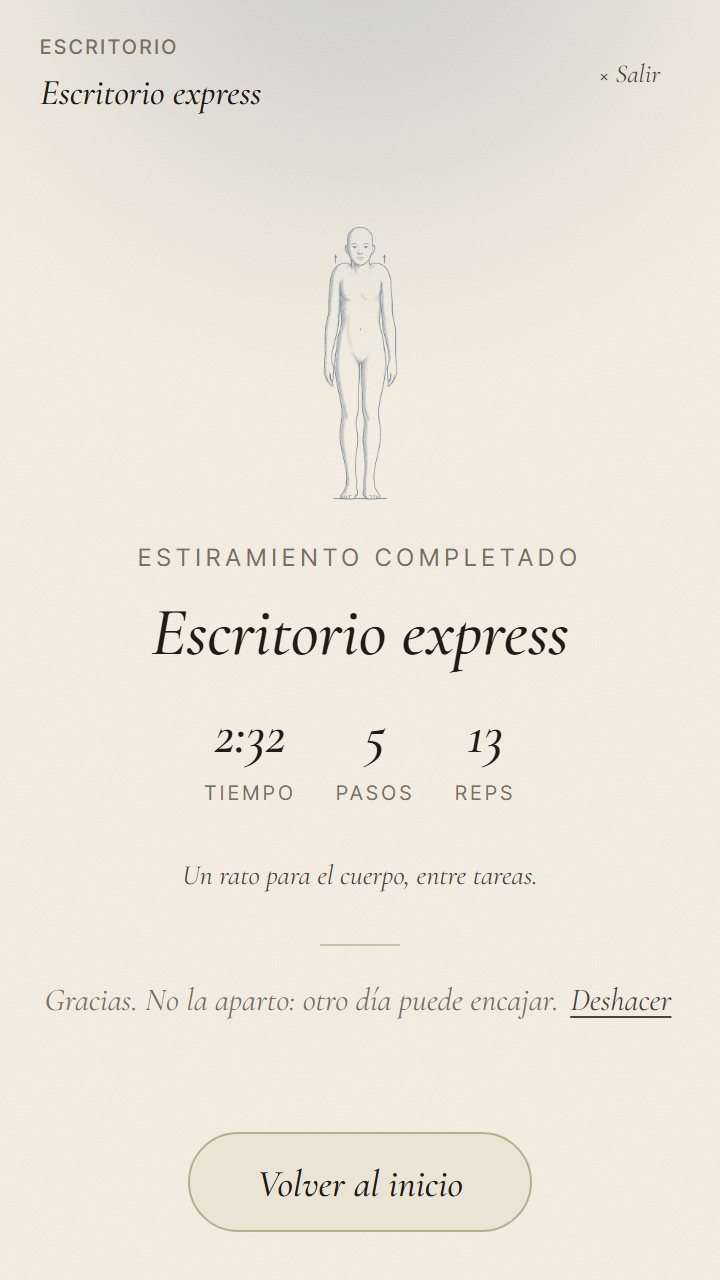 ESCRITORIO
Escritorio express
× Salir
ESTIRAMIENTO COMPLETADO
Escritorio express
2:32 5 13
TIEMPO PASOS REPS
Un rato para el cuerpo, entre tareas.
Gracias. No la aparto: otro día puede encajar. Deshacer
Volver al inicio